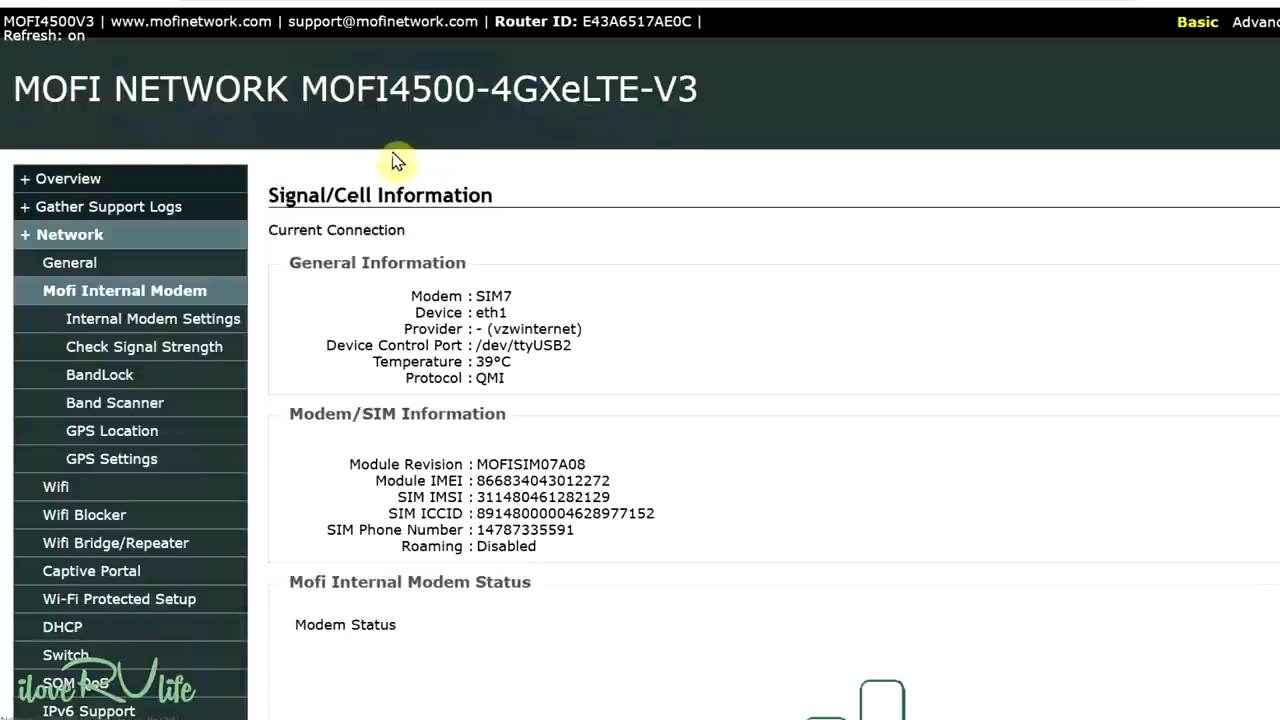 MOFI4500V3 | www.mofinetwork.com | support@mofinetwork.com | Router ID: E43A6517AE0C |
Basic Advanc
Refresh: on
MOFI NETWORK MOFI4500-4GXeLTE-V3
+ Overview
+ Gather Support Logs
+ Network
General
Mofi Internal Modem
Internal Modem Settings
Check Signal Strength
BandLock
Band Scanner
GPS Location
GPS Settings
Wifi
Wifi Blocker
Wifi Bridge/Repeater
Captive Portal
Wi-Fi Protected Setup
DHCP
Switch
SQM QoS
IPv6 Support
iloveRVlife
Signal/Cell Information
Current Connection
General Information
Modem : SIM7
Device : eth1
Provider : - (vzwinternet)
Device Control Port : /dev/ttyUSB2
Temperature : 39°C
Protocol : QMI
Modem/SIM Information
Module Revision : MOFISIM07A08
Module IMEI : 866834043012272
SIM IMSI : 311480461282129
SIM ICCID : 89148000004628977152
SIM Phone Number : 14787335591
Roaming : Disabled
Mofi Internal Modem Status
Modem Status